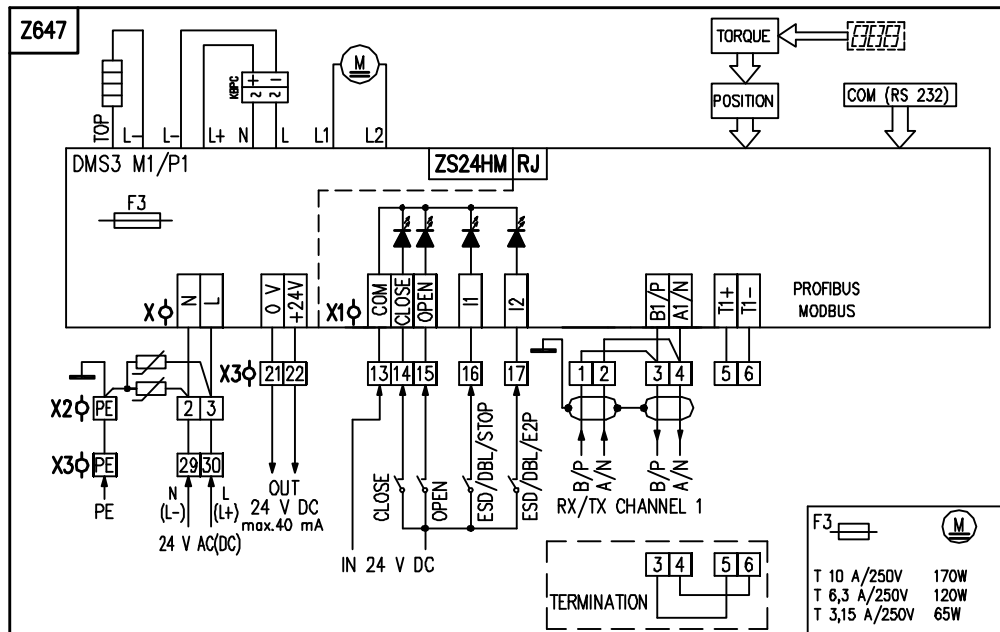 Z647
TORQUE
POSITION
COM (RS 232)
KBPC
+ −
~ ~
M
TOP L- L- L+ N L L1 L2
DMS3 M1/P1
ZS24HM RJ
F3
X N L
0 V +24V
X1 COM CLOSE OPEN I1 I2
B1/P A1/N T1+ T1-
PROFIBUS
MODBUS
X3 21 22
13 14 15 16 17
1 2 3 4 5 6
X2 PE 2 3
X3 PE 29 30
PE
N L
(L-) (L+)
24 V AC(DC)
OUT
24 V DC
max.40 mA
CLOSE
OPEN
ESD/DBL/STOP
ESD/DBL/E2P
IN 24 V DC
B/P A/N B/P A/N
RX/TX CHANNEL 1
TERMINATION 3 4 5 6
F3 M
T 10 A/250V 170W
T 6,3 A/250V 120W
T 3,15 A/250V 65W